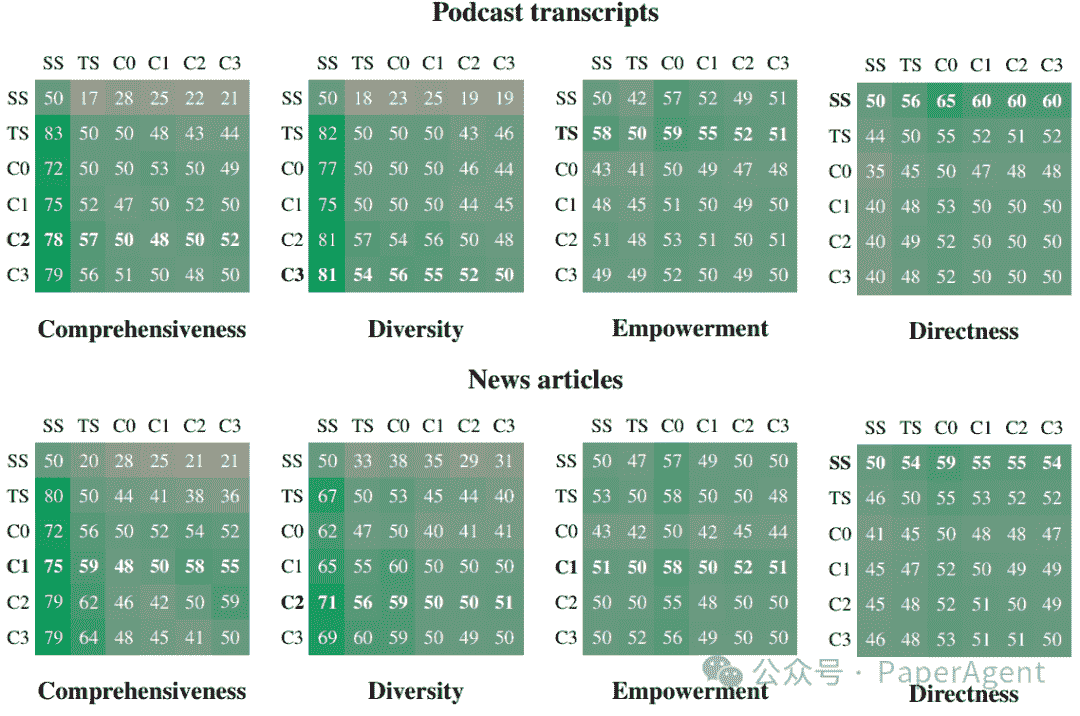 Podcast transcripts
SS TS C0 C1 C2 C3
SS 50 17 28 25 22 21
TS 83 50 50 48 43 44
C0 72 50 50 53 50 49
C1 75 52 47 50 52 50
C2 78 57 50 48 50 52
C3 79 56 51 50 48 50
Comprehensiveness
SS TS C0 C1 C2 C3
SS 50 18 23 25 19 19
TS 82 50 50 50 43 46
C0 77 50 50 50 46 44
C1 75 50 50 50 44 45
C2 81 57 54 56 50 48
C3 81 54 56 55 52 50
Diversity
SS TS C0 C1 C2 C3
SS 50 42 57 52 49 51
TS 58 50 59 55 52 51
C0 43 41 50 49 47 48
C1 48 45 51 50 49 50
C2 51 48 53 51 50 51
C3 49 49 52 50 49 50
Empowerment
SS TS C0 C1 C2 C3
SS 50 56 65 60 60 60
TS 44 50 55 52 51 52
C0 35 45 50 47 48 48
C1 40 48 53 50 50 50
C2 40 49 52 50 50 50
C3 40 48 52 50 50 50
Directness
News articles
SS TS C0 C1 C2 C3
SS 50 20 28 25 21 21
TS 80 50 44 41 38 36
C0 72 56 50 52 54 52
C1 75 59 48 50 58 55
C2 79 62 46 42 50 59
C3 79 64 48 45 41 50
Comprehensiveness
SS TS C0 C1 C2 C3
SS 50 33 38 35 29 31
TS 67 50 53 45 44 40
C0 62 47 50 40 41 41
C1 65 55 60 50 50 50
C2 71 56 59 50 50 51
C3 69 60 59 50 49 50
Diversity
SS TS C0 C1 C2 C3
SS 50 47 57 49 50 50
TS 53 50 58 50 50 48
C0 43 42 50 42 45 44
C1 51 50 58 50 52 51
C2 50 50 55 48 50 50
C3 50 52 56 49 50 50
Empowerment
SS TS C0 C1 C2 C3
SS 50 54 59 55 55 54
TS 46 50 55 53 52 52
C0 41 45 50 48 48 47
C1 45 47 52 50 49 49
C2 45 48 52 51 50 49
C3 46 48 53 51 51 50
Directness
公众号 · PaperAgent